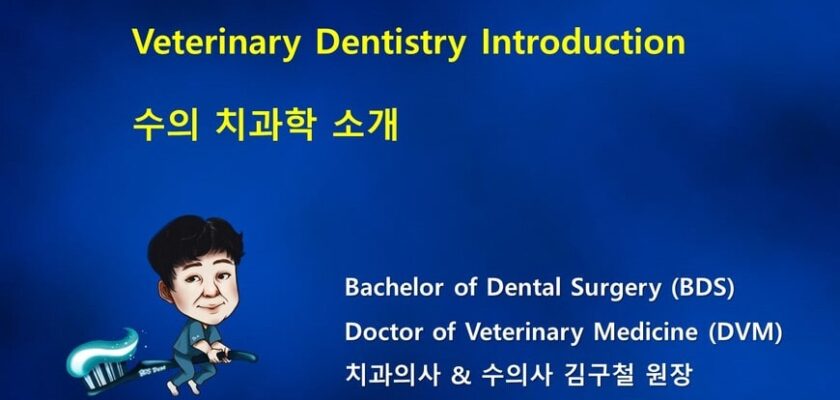 Veterinary Dentistry Introduction
수의 치과학 소개
Bachelor of Dental Surgery (BDS)
Doctor of Veterinary Medicine (DVM)
치과의사 & 수의사 김구철 원장